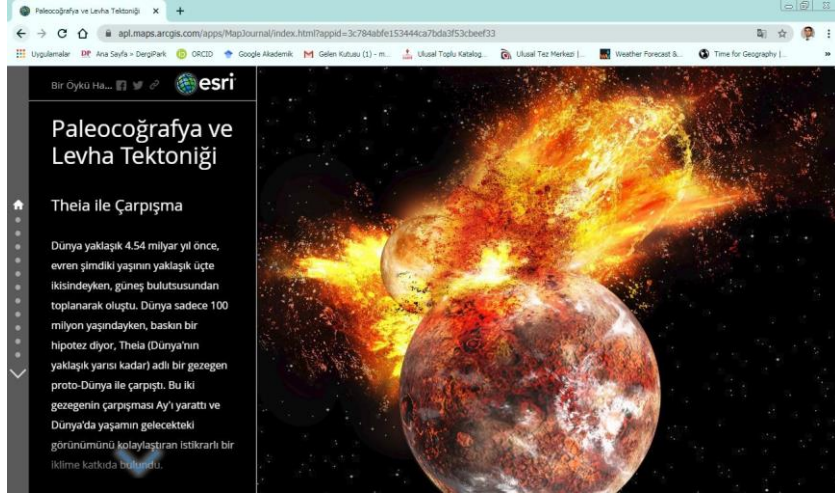 Paleocoğrafya ve Levha Tektoniği
apl.maps.arcgis.com/apps/MapJournal/index.html?appid=3c784abfe153444ca7bda3f53cbeef33
Uygulamalar DP Ana Sayfa » DergiPark iD ORCID Google Akademik M Gelen Kutusu (1) - m... Ulusal Toplu Katalog... Ulusal Tez Merkezi |... Weather Forecast &... Time for Geography |... »
Bir Öykü Ha... esri
Paleocoğrafya ve
Levha Tektoniği
Theia ile Çarpışma
Dünya yaklaşık 4.54 milyar yıl önce,
evren şimdiki yaşının yaklaşık üçte
ikisindeyken, güneş bulutsusundan
toplanarak oluştu. Dünya sadece 100
milyon yaşındayken, baskın bir
hipotez diyor, Theia (Dünya'nın
yaklaşık yarısı kadar) adlı bir gezegen
proto-Dünya ile çarpıştı. Bu iki
gezegenin çarpışması Ay'ı yarattı ve
Dünya'da yaşamın gelecekteki
görünümünü kolaylaştıran istikrarlı bir
iklime katkıda bulundu.